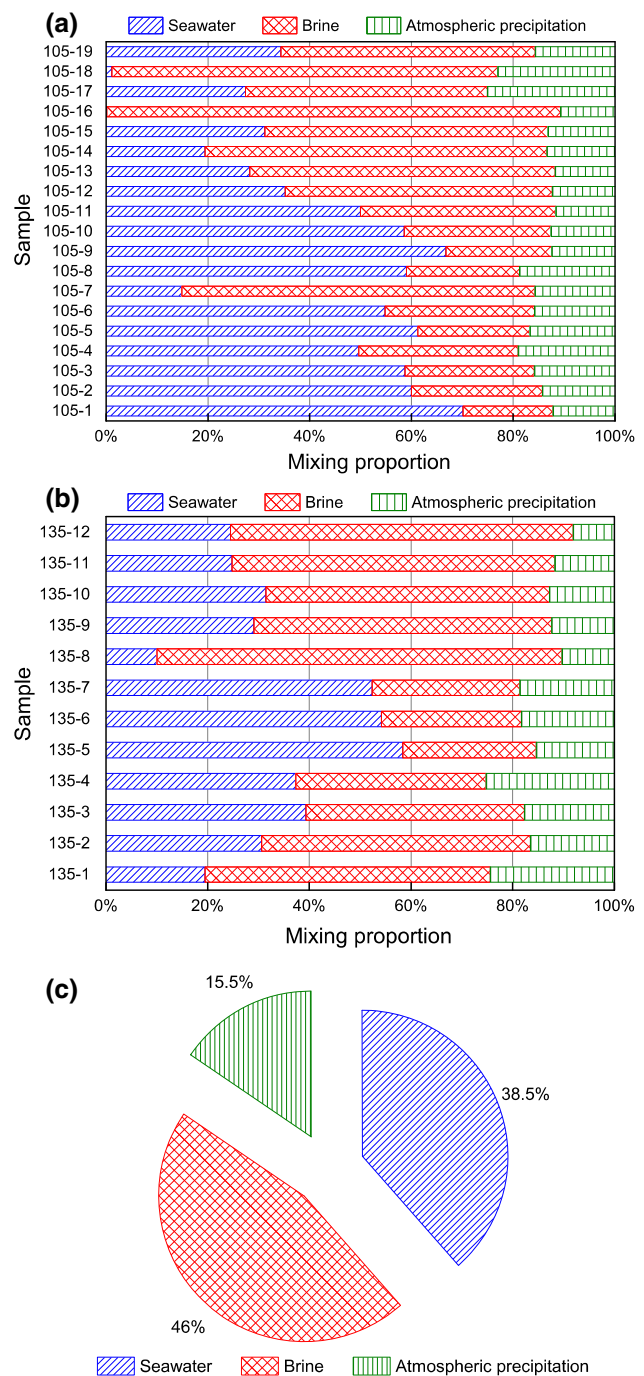 (a)
Seawater Brine Atmospheric precipitation
105-19
105-18
105-17
105-16
105-15
105-14
105-13
105-12
105-11
105-10
105-9
105-8
105-7
105-6
105-5
105-4
105-3
105-2
105-1
Sample
0% 20% 40% 60% 80% 100%
Mixing proportion
(b)
Seawater Brine Atmospheric precipitation
135-12
135-11
135-10
135-9
135-8
135-7
135-6
135-5
135-4
135-3
135-2
135-1
Sample
0% 20% 40% 60% 80% 100%
Mixing proportion
(c)
15.5%
38.5%
46%
Seawater Brine Atmospheric precipitation